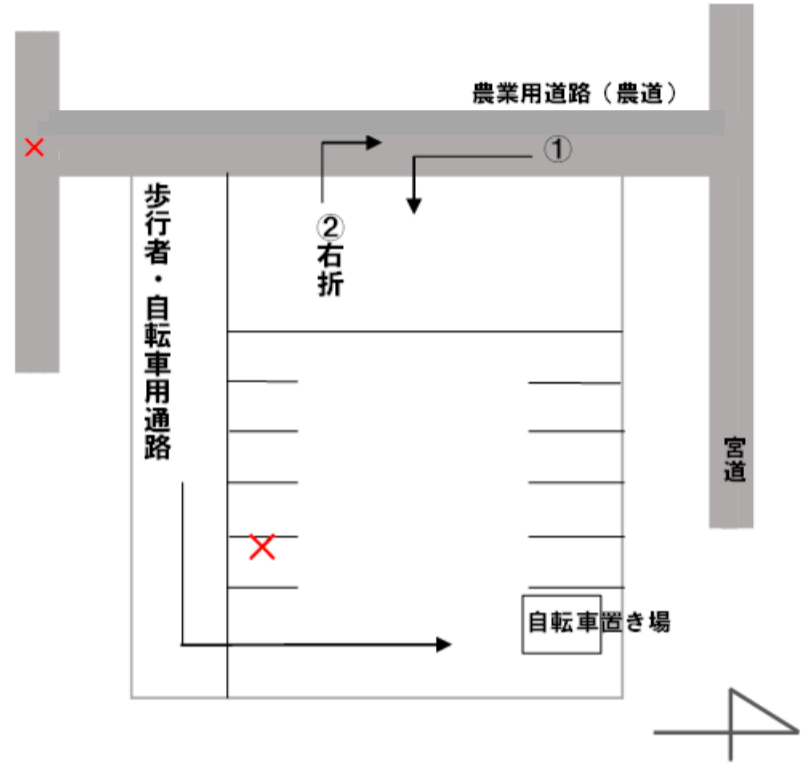 農業用道路（農道）
①
②右折
歩行者・自転車用通路
宮道
自転車置き場